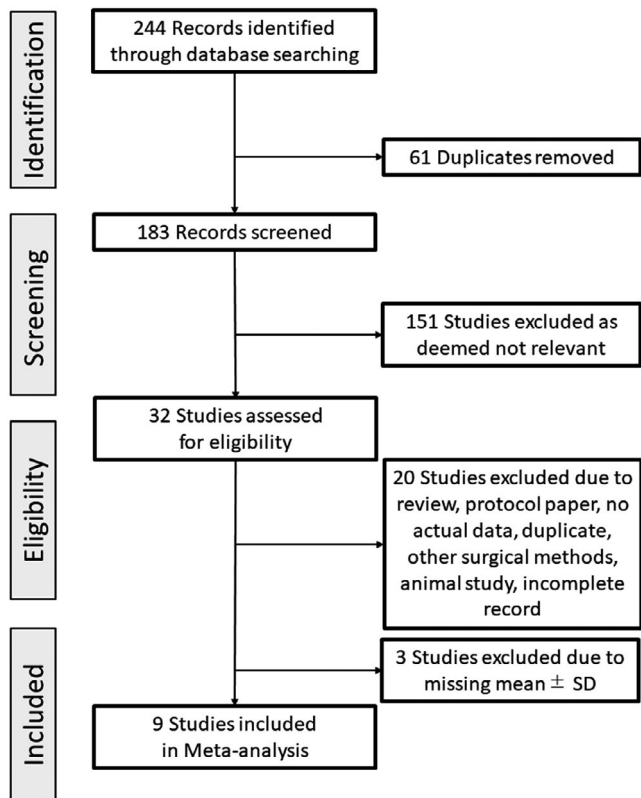 Identification
244 Records identified
through database searching
61 Duplicates removed
Screening
183 Records screened
151 Studies excluded as
deemed not relevant
Eligibility
32 Studies assessed
for eligibility
20 Studies excluded due to
review, protocol paper, no
actual data, duplicate,
other surgical methods,
animal study, incomplete
record
Included
3 Studies excluded due to
missing mean ± SD
9 Studies included
in Meta-analysis